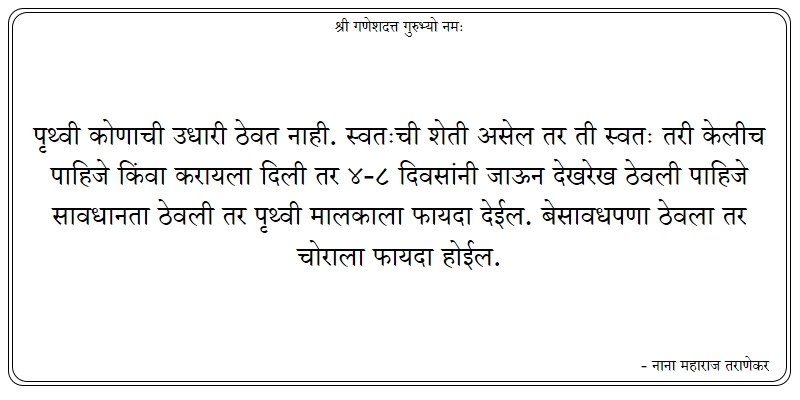 श्री गणेशदत्त गुरुभ्यो नमः
पृथ्वी कोणाची उधारी ठेवत नाही. स्वतःची शेती असेल तर ती स्वतः तरी केलीच
पाहिजे किंवा करायला दिली तर ४-८ दिवसांनी जाऊन देखरेख ठेवली पाहिजे
सावधानता ठेवली तर पृथ्वी मालकाला फायदा देईल. बेसावधपणा ठेवला तर
चोराला फायदा होईल.
- नाना महाराज तराणेकर